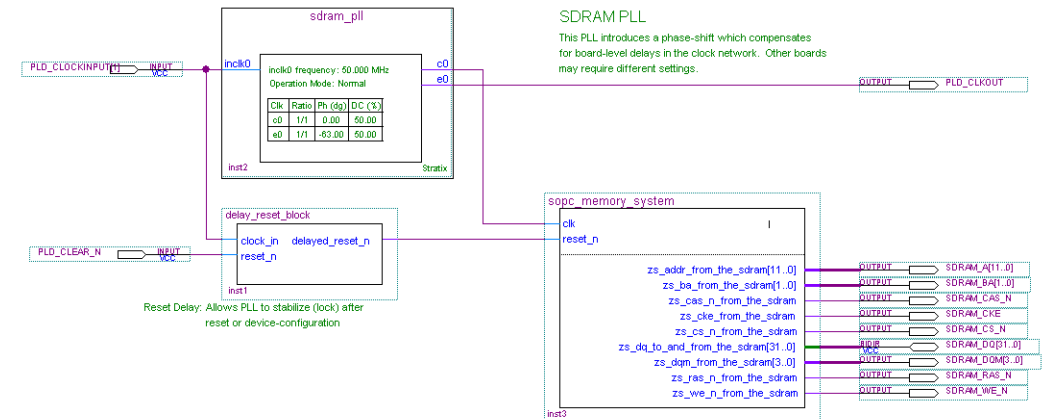 sdram_pll
SDRAM PLL
This PLL introduces a phase-shift which compensates
for board-level delays in the clock network.  Other boards
may require different settings.
PLD_CLOCKINPUT[1]
INPUT
VCC
inclk0
inclk0 frequency: 50.000 MHz
Operation Mode: Normal
Clk Ratio Ph (dg) DC (%)
c0 1/1 0.00 50.00
e0 1/1 -63.00 50.00
c0
e0
inst2
Stratix
OUTPUT
PLD_CLKOUT
delay_reset_block
clock_in delayed_reset_n
reset_n
inst1
PLD_CLEAR_N
INPUT
VCC
Reset Delay: Allows PLL to stabilize (lock) after
reset or device-configuration
sopc_memory_system
clk
I
reset_n
zs_addr_from_the_sdram[11..0] OUTPUT SDRAM_A[11..0]
zs_ba_from_the_sdram[1..0] OUTPUT SDRAM_BA[1..0]
zs_cas_n_from_the_sdram OUTPUT SDRAM_CAS_N
zs_cke_from_the_sdram OUTPUT SDRAM_CKE
zs_cs_n_from_the_sdram OUTPUT SDRAM_CS_N
zs_dq_to_and_from_the_sdram[31..0] BIDIR VCC SDRAM_DQ[31..0]
zs_dqm_from_the_sdram[3..0] OUTPUT SDRAM_DQM[3..0]
zs_ras_n_from_the_sdram OUTPUT SDRAM_RAS_N
zs_we_n_from_the_sdram OUTPUT SDRAM_WE_N
inst3